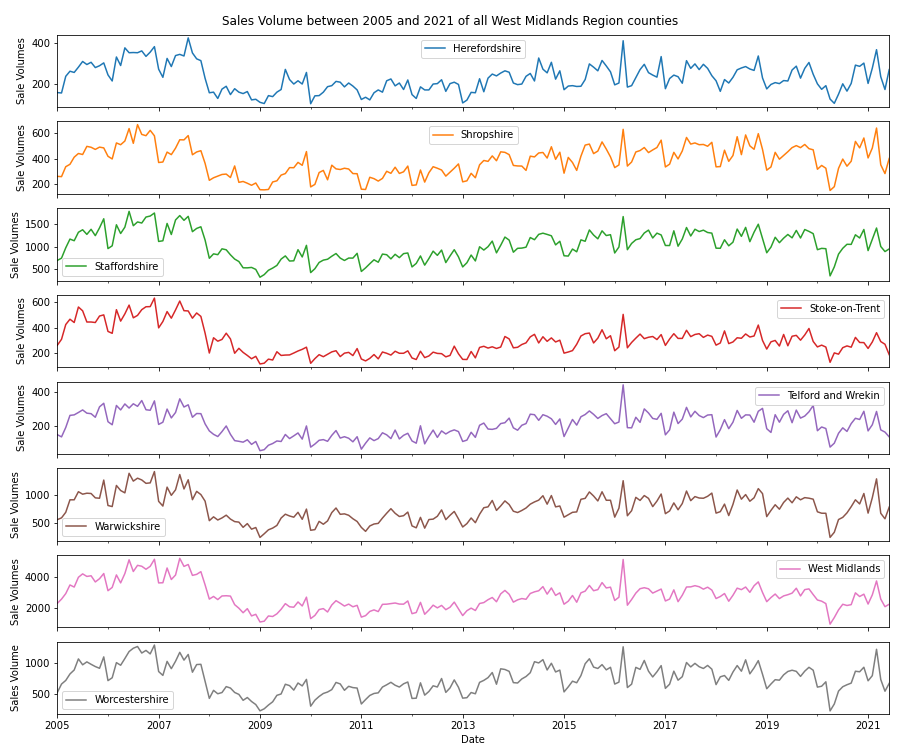 Sales Volume between 2005 and 2021 of all West Midlands Region counties
Sale Volumes
400
200
Herefordshire
Sale Volumes
600
400
200
Shropshire
Sale Volumes
1500
1000
500
Staffordshire
Sale Volumes
600
400
200
Stoke-on-Trent
Sale Volumes
400
200
Telford and Wrekin
Sale Volumes
1000
500
Warwickshire
Sale Volumes
4000
2000
West Midlands
Sales Volume
1000
500
Worcestershire
2005 2007 2009 2011 2013 2015 2017 2019 2021
Date